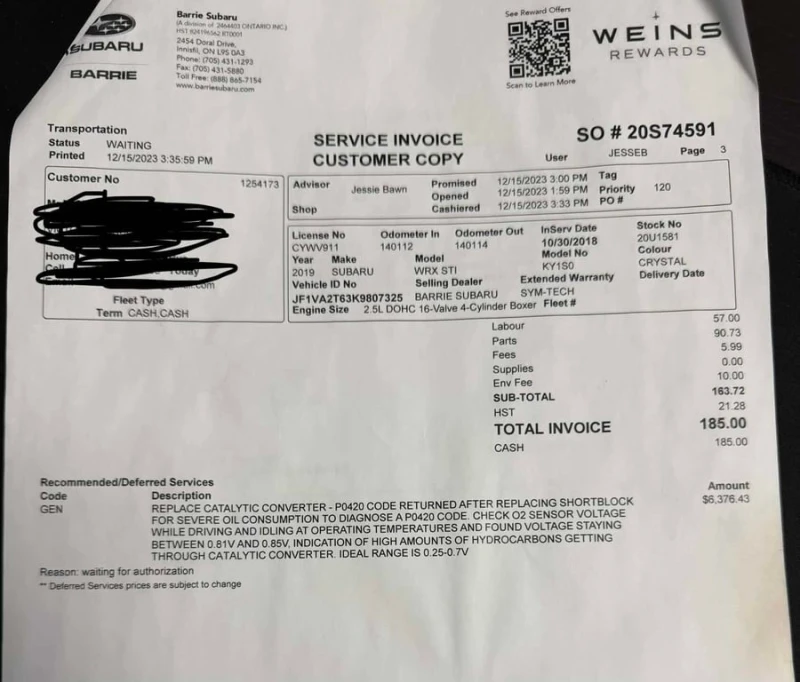 SUBARU
BARRIE
Barrie Subaru
(A division of 2464401 ONTARIO INC.)
2454 Doral Drive,
Innisfil, ON L9S 0A3
Phone: (705) 431-1293
Fax: (705) 431-5880
Toll Free: (888) 865-7154
www.barriesubaru.com
See Reward Offers
Scan to Learn More
WEINS
REWARDS
Transportation
Status WAITING
Printed 12/15/2023 3:35:59 PM
SERVICE INVOICE
CUSTOMER COPY
SO # 20S74591
User JESSEB Page 3
Customer No 1254173
Home
Cell
Today
.com
Fleet Type
Term CASH,CASH
Advisor Jessie Bawn Promised 12/15/2023 3:00 PM Tag
Opened 12/15/2023 1:59 PM Priority 120
Shop Cashiered 12/15/2023 3:33 PM PO #
License No Odometer In Odometer Out InServ Date Stock No
CYWV911 140112 140114 10/30/2018 20U1581
Year Make Model Model No Colour
2019 SUBARU WRX STI KY1S0 CRYSTAL
Vehicle ID No Selling Dealer Extended Warranty Delivery Date
JF1VA2T63K9807325 BARRIE SUBARU SYM-TECH
Engine Size 2.5L DOHC 16-Valve 4-Cylinder Boxer Fleet #
Labour 57.00
Parts 90.73
Fees 5.99
Supplies 0.00
Env Fee 10.00
SUB-TOTAL 163.72
HST 21.28
TOTAL INVOICE 185.00
CASH 185.00
Recommended/Deferred Services
Code Description Amount
GEN REPLACE CATALYTIC CONVERTER - P0420 CODE RETURNED AFTER REPLACING SHORTBLOCK $6,376.43
FOR SEVERE OIL CONSUMPTION TO DIAGNOSE A P0420 CODE. CHECK O2 SENSOR VOLTAGE
WHILE DRIVING AND IDLING AT OPERATING TEMPERATURES AND FOUND VOLTAGE STAYING
BETWEEN 0.81V AND 0.85V, INDICATION OF HIGH AMOUNTS OF HYDROCARBONS GETTING
THROUGH CATALYTIC CONVERTER. IDEAL RANGE IS 0.25-0.7V
Reason: waiting for authorization
** Deferred Services prices are subject to change